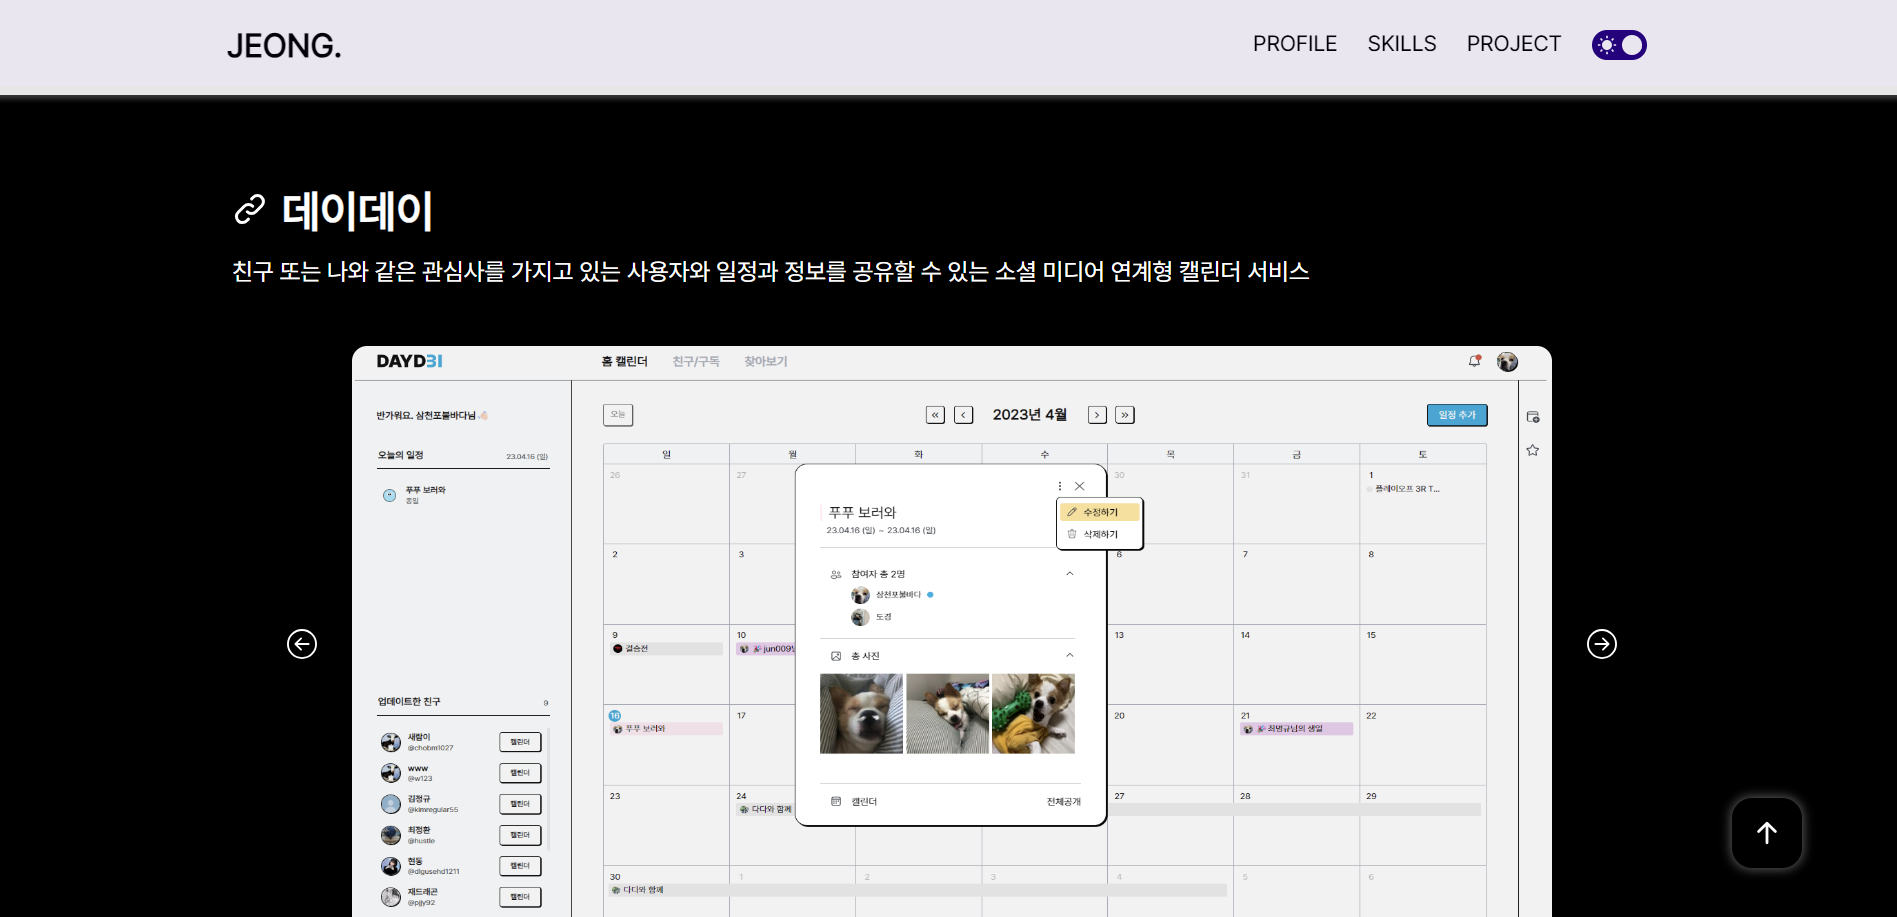 JEONG.
PROFILE SKILLS PROJECT
데이데이
친구 또는 나와 같은 관심사를 가지고 있는 사용자와 일정과 정보를 공유할 수 있는 소셜 미디어 연계형 캘린더 서비스
DAYD3I
홈 캘린더 친구/구독 찾아보기
반가워요. 삼천포불바다님
오늘의 일정 23.04.16 (일)
푸푸 보러와
종일
업데이트한 친구 9
새람이
@chobm1027
캘린더
www
@w123
캘린더
김정규
@kimregular55
캘린더
최정환
@hustle
캘린더
현동
@dlgusehd1211
캘린더
재드래곤
@pjjy92
캘린더
오늘
« ‹ 2023년 4월 › »
일정 추가
일 월 화 수 목 금 토
26 27 30 31 1
플레이오프 3R T...
2 3 6 7 8
9 10 13 14 15
결승전
jun009
16 17 20 21 22
푸푸 보러와
최명규님의 생일
23 24 27 28 29
다다와 함께
30 1 2 3 4 5 6
다다와 함께
푸푸 보러와
23.04.16 (일) ~ 23.04.16 (일)
수정하기
삭제하기
참여자 총 2명
삼천포불바다
도경
총 사진
캘린더 전체공개